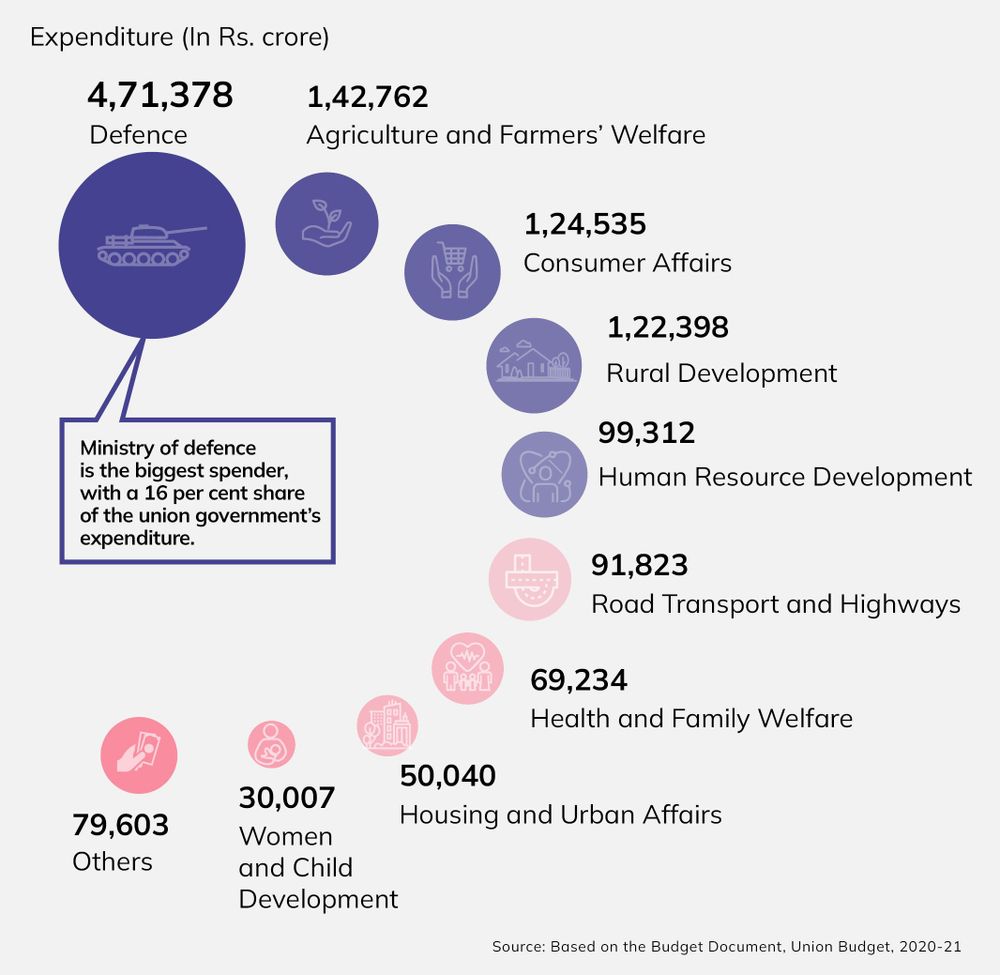 Expenditure (In Rs. crore)
4,71,378
Defence
1,42,762
Agriculture and Farmers’ Welfare
1,24,535
Consumer Affairs
1,22,398
Rural Development
99,312
Human Resource Development
Ministry of defence
is the biggest spender,
with a 16 per cent share
of the union government’s
expenditure.
91,823
Road Transport and Highways
69,234
Health and Family Welfare
50,040
Housing and Urban Affairs
30,007
Women
and Child
Development
79,603
Others
Source: Based on the Budget Document, Union Budget, 2020-21